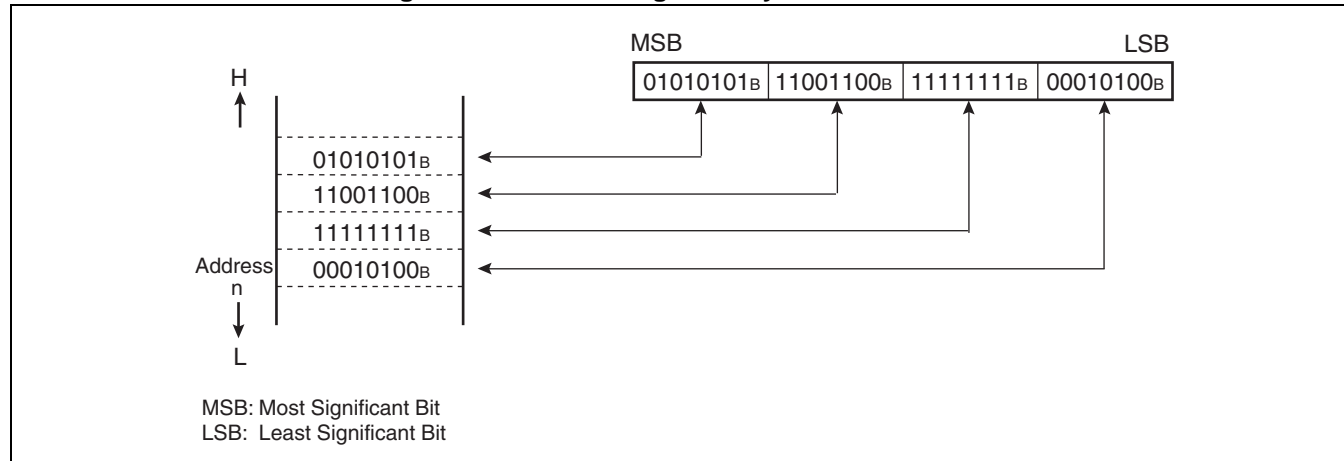 MSB LSB
01010101B 11001100B 11111111B 00010100B
H
01010101B
11001100B
11111111B
Address
n
00010100B
L
MSB: Most Significant Bit
LSB: Least Significant Bit